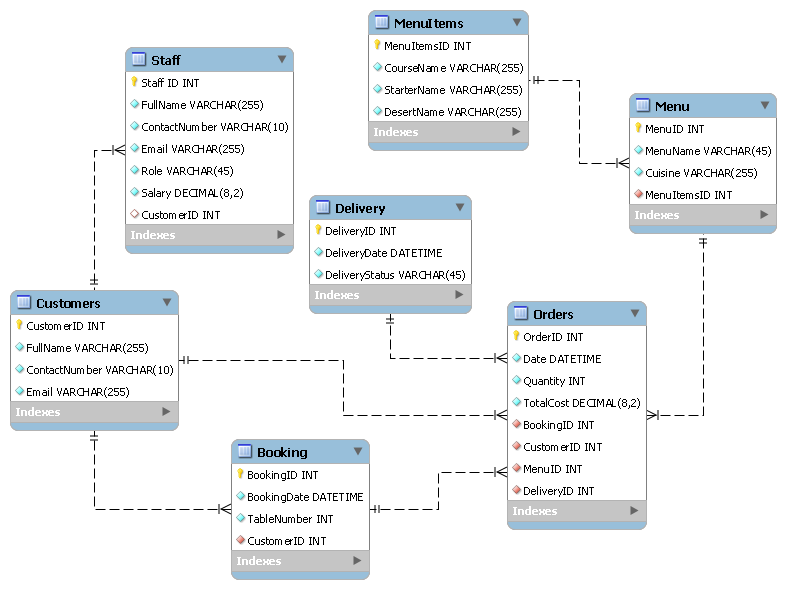 MenuItems
MenuItemsID INT
CourseName VARCHAR(255)
StarterName VARCHAR(255)
DesertName VARCHAR(255)
Indexes
Staff
Staff ID INT
FullName VARCHAR(255)
ContactNumber VARCHAR(10)
Email VARCHAR(255)
Role VARCHAR(45)
Salary DECIMAL(8,2)
CustomerID INT
Indexes
Menu
MenuID INT
MenuName VARCHAR(45)
Cuisine VARCHAR(255)
MenuItemsID INT
Indexes
Delivery
DeliveryID INT
DeliveryDate DATETIME
DeliveryStatus VARCHAR(45)
Indexes
Customers
CustomerID INT
FullName VARCHAR(255)
ContactNumber VARCHAR(10)
Email VARCHAR(255)
Indexes
Orders
OrderID INT
Date DATETIME
Quantity INT
TotalCost DECIMAL(8,2)
BookingID INT
CustomerID INT
MenuID INT
DeliveryID INT
Indexes
Booking
BookingID INT
BookingDate DATETIME
TableNumber INT
CustomerID INT
Indexes